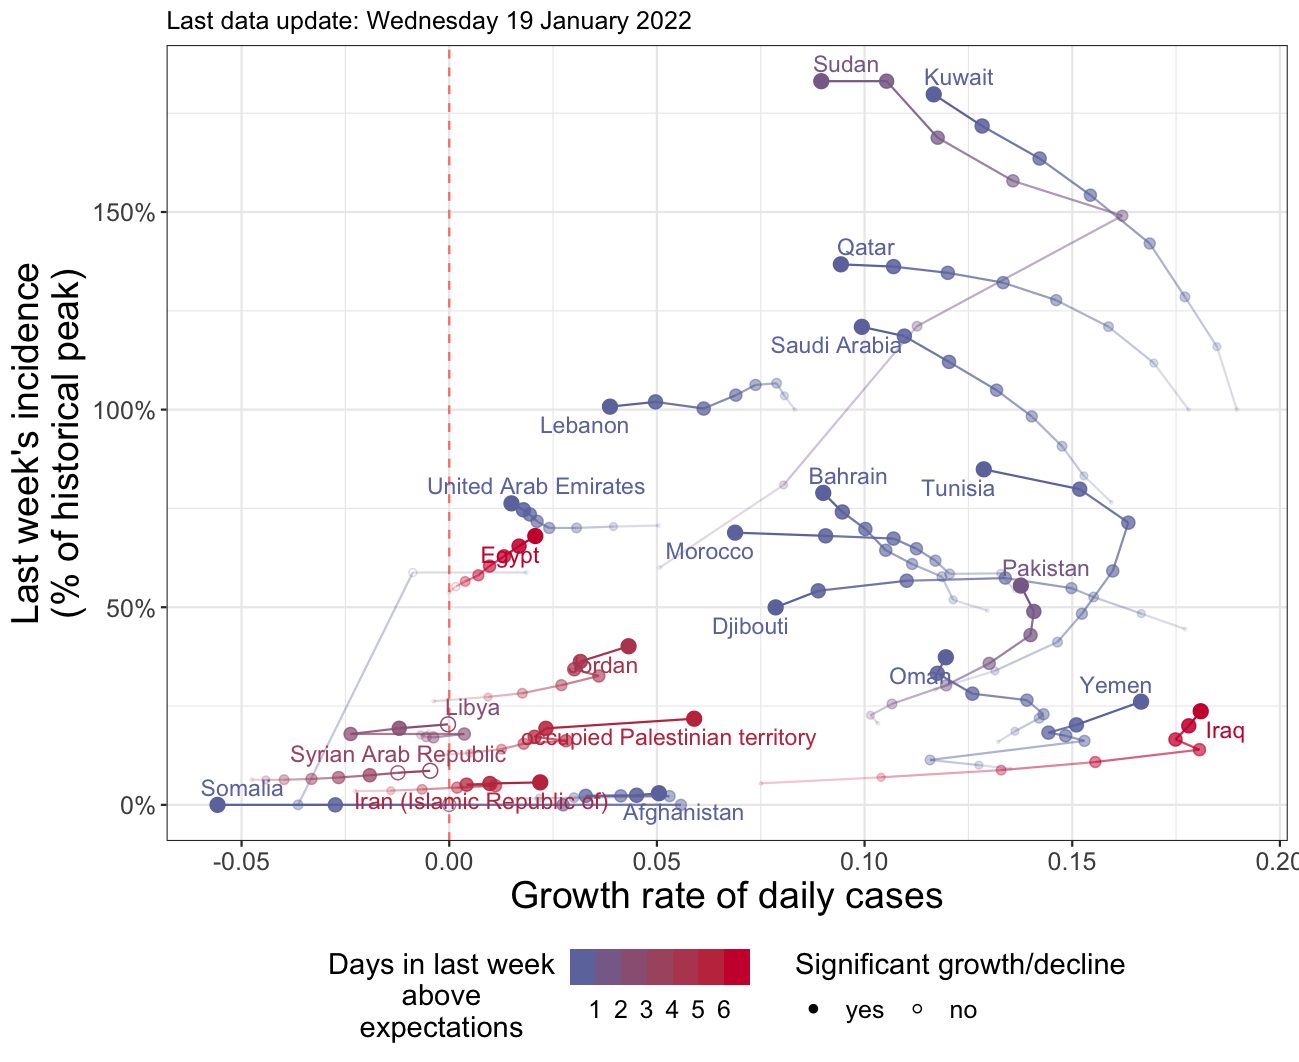 Last data update: Wednesday 19 January 2022
Last week's incidence
(% of historical peak)
150%
100%
50%
0%
Sudan
Kuwait
Qatar
Saudi Arabia
Lebanon
United Arab Emirates
Bahrain
Tunisia
Egypt
Morocco
Pakistan
Djibouti
Jordan
Oman
Yemen
Libya
Iraq
occupied Palestinian territory
Syrian Arab Republic
Somalia
Iran (Islamic Republic of)
Afghanistan
-0.05 0.00 0.05 0.10 0.15 0.20
Growth rate of daily cases
Days in last week
above
expectations
1 2 3 4 5 6
Significant growth/decline
yes no